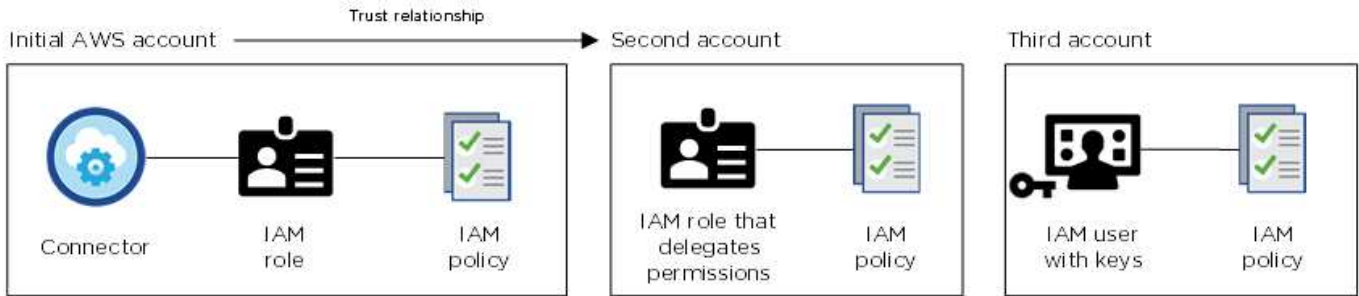 Trust relationship
Initial AWS account
Second account
Third account
Connector
IAM
role
IAM
policy
IAM role that
delegates
permissions
IAM
policy
IAM user
with keys
IAM
policy